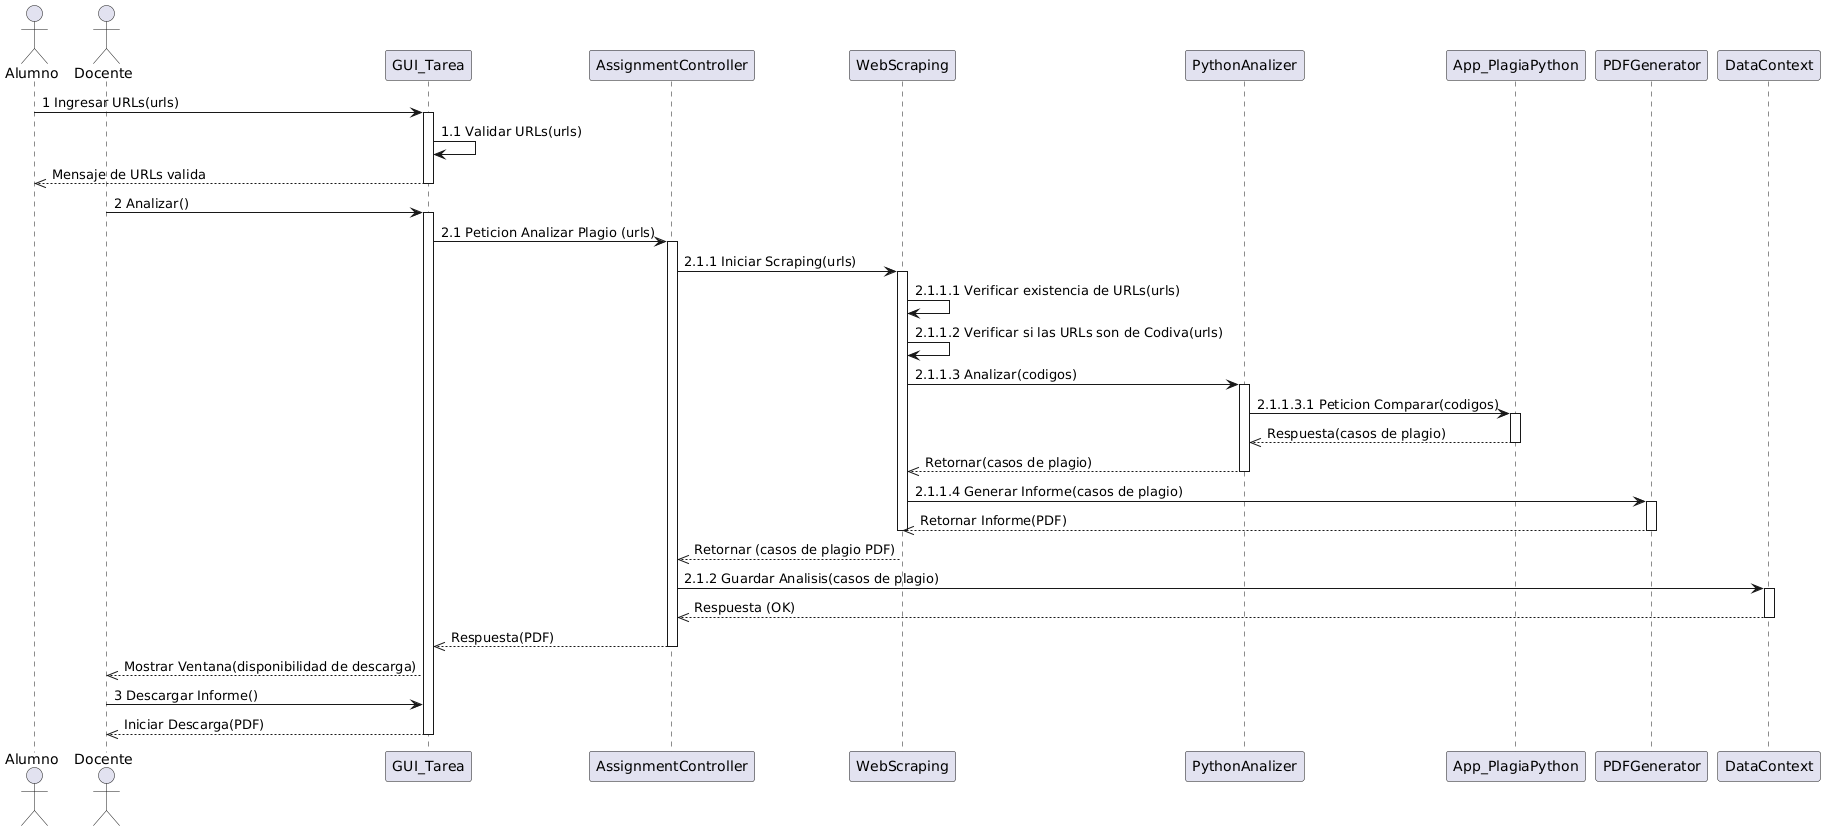 Alumno
Docente
GUI_Tarea
AssignmentController
WebScraping
PythonAnalizer
App_PlagiaPython
PDFGenerator
DataContext
1 Ingresar URLs(urls)
1.1 Validar URLs(urls)
Mensaje de URLs valida
2 Analizar()
2.1 Peticion Analizar Plagio (urls)
2.1.1 Iniciar Scraping(urls)
2.1.1.1 Verificar existencia de URLs(urls)
2.1.1.2 Verificar si las URLs son de Codiva(urls)
2.1.1.3 Analizar(codigos)
2.1.1.3.1 Peticion Comparar(codigos)
Respuesta(casos de plagio)
Retornar(casos de plagio)
2.1.1.4 Generar Informe(casos de plagio)
Retornar Informe(PDF)
Retornar (casos de plagio PDF)
2.1.2 Guardar Analisis(casos de plagio)
Respuesta (OK)
Respuesta(PDF)
Mostrar Ventana(disponibilidad de descarga)
3 Descargar Informe()
Iniciar Descarga(PDF)
Alumno
Docente
GUI_Tarea
AssignmentController
WebScraping
PythonAnalizer
App_PlagiaPython
PDFGenerator
DataContext